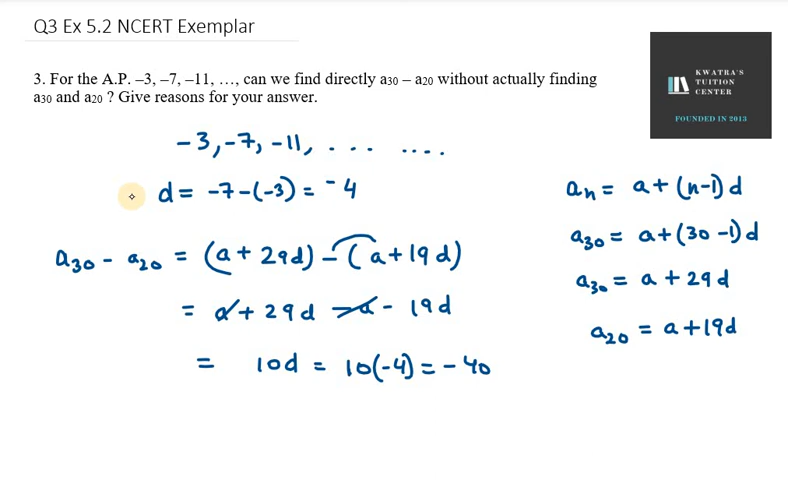 Q3 Ex 5.2 NCERT Exemplar
KWATRA'S
TUITION
CENTER
FOUNDED IN 2013
3. For the A.P. –3, –7, –11, …, can we find directly a30 – a20 without actually finding
a30 and a20 ? Give reasons for your answer.
-3, -7, -11, . . . . . . .
d = -7-(-3) = -4
a30 - a20 = (a + 29d) - (a + 19d)
= a + 29d - a - 19d
= 10d = 10(-4) = -40
an = a + (n-1)d
a30 = a + (30-1)d
a30 = a + 29d
a20 = a + 19d